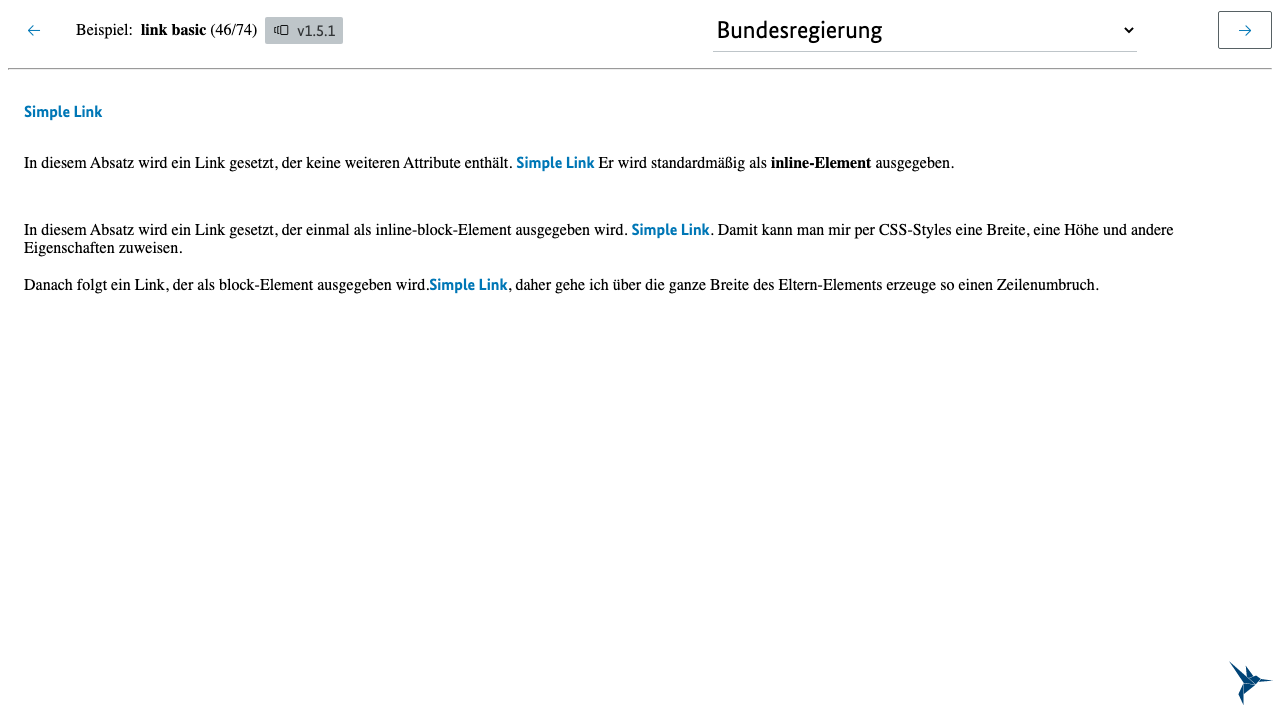 Beispiel: link basic (46/74) v1.5.1 Bundesregierung
Simple Link
In diesem Absatz wird ein Link gesetzt, der keine weiteren Attribute enthält. Simple Link Er wird standardmäßig als inline-Element ausgegeben.
In diesem Absatz wird ein Link gesetzt, der einmal als inline-block-Element ausgegeben wird. Simple Link. Damit kann man mir per CSS-Styles eine Breite, eine Höhe und andere
Eigenschaften zuweisen.
Danach folgt ein Link, der als block-Element ausgegeben wird.Simple Link, daher gehe ich über die ganze Breite des Eltern-Elements erzeuge so einen Zeilenumbruch.